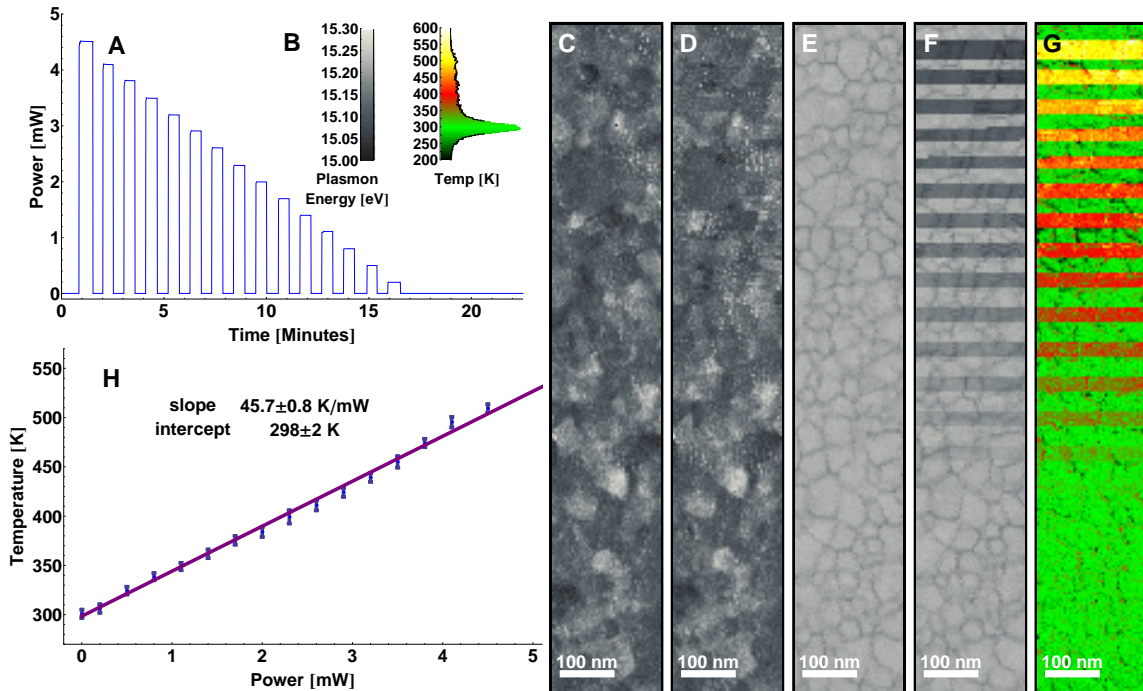 A
Power [mW]
5
4
3
2
1
0
0
5
10
15
20
Time [Minutes]
B
15.30
15.25
15.20
15.15
15.10
15.05
15.00
Plasmon
Energy [eV]
600
550
500
450
400
350
300
250
200
Temp [K]
H
slope 45.7±0.8 K/mW
intercept 298±2 K
Temperature [K]
550
500
450
400
350
300
0
1
2
3
4
5
Power [mW]
C
100 nm
D
100 nm
E
100 nm
F
100 nm
G
100 nm